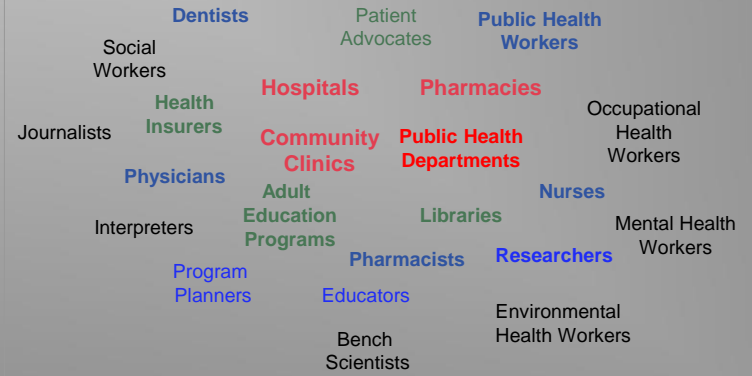 Dentists
Patient
Advocates
Public Health
Workers
Social
Workers
Hospitals
Pharmacies
Health
Insurers
Occupational
Health
Workers
Journalists
Community
Clinics
Public Health
Departments
Physicians
Adult
Education
Programs
Nurses
Interpreters
Libraries
Mental Health
Workers
Pharmacists
Researchers
Program
Planners
Educators
Environmental
Health Workers
Bench
Scientists